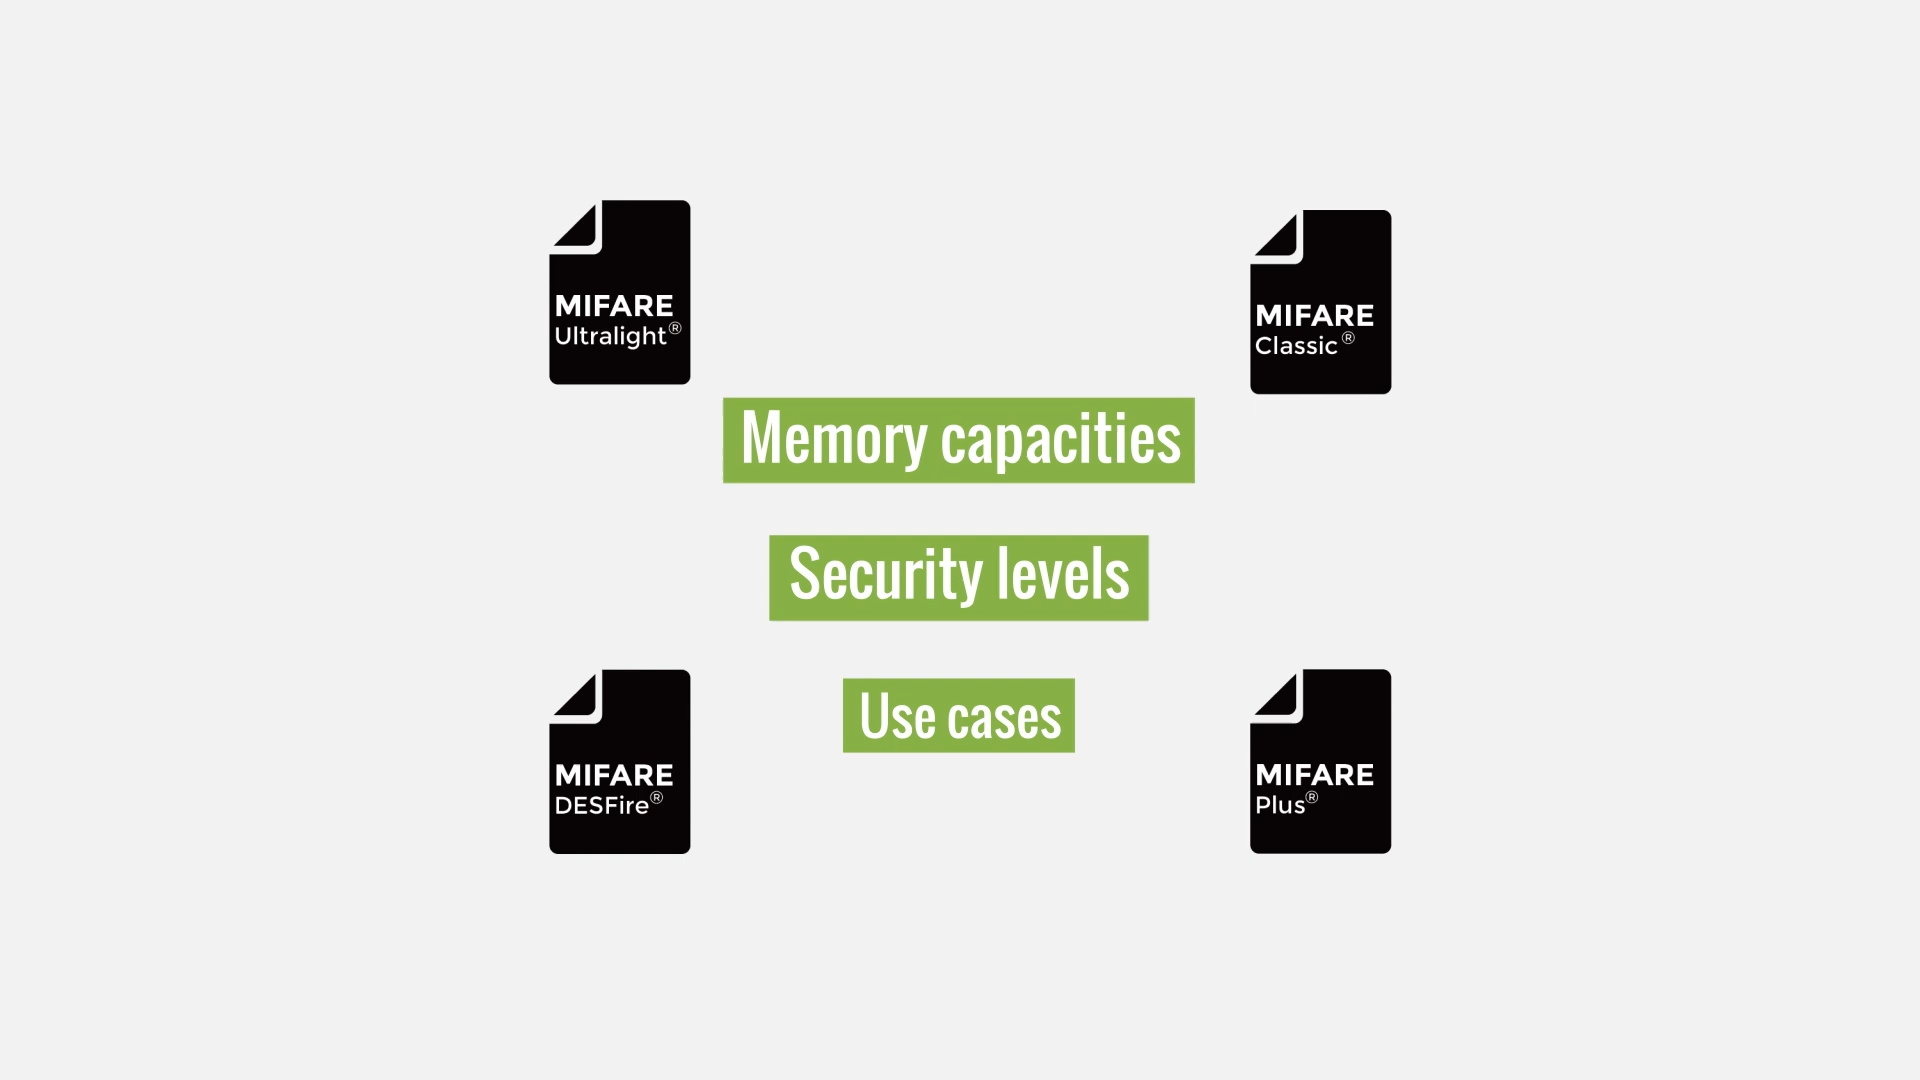 MIFARE
Ultralight®
MIFARE
Classic®
Memory capacities
Security levels
Use cases
MIFARE
DESFire®
MIFARE
Plus®